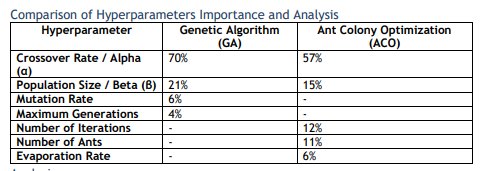 Comparison of Hyperparameters Importance and Analysis
Hyperparameter Genetic Algorithm (GA) Ant Colony Optimization (ACO)
Crossover Rate / Alpha (α) 70% 57%
Population Size / Beta (β) 21% 15%
Mutation Rate 6% -
Maximum Generations 4% -
Number of Iterations - 12%
Number of Ants - 11%
Evaporation Rate - 6%